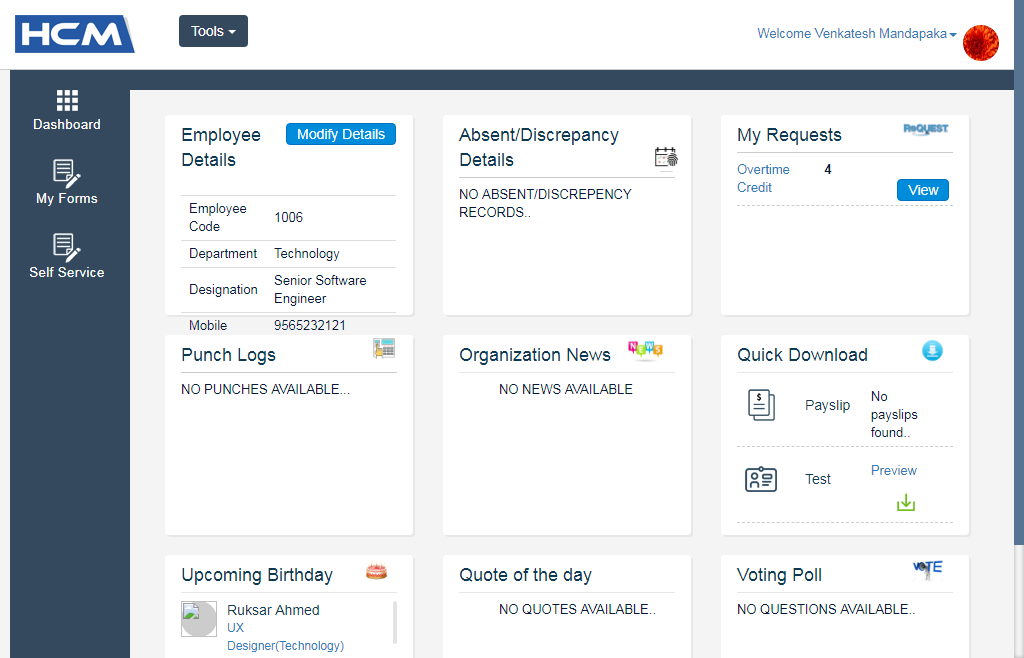 HCM
Tools
Welcome Venkatesh Mandapaka
Dashboard
My Forms
Self Service
Employee
Details
Modify Details
Employee
Code
1006
Department
Technology
Designation
Senior Software
Engineer
Mobile
9565232121
Absent/Discrepancy
Details
NO ABSENT/DISCREPENCY
RECORDS..
My Requests
ReQUEST
Overtime
Credit
4
View
Punch Logs
NO PUNCHES AVAILABLE...
Organization News
NEWS
NO NEWS AVAILABLE
Quick Download
$
Payslip
No
payslips
found..
Test
Preview
Upcoming Birthday
Ruksar Ahmed
UX
Designer(Technology)
Quote of the day
NO QUOTES AVAILABLE..
Voting Poll
VOTE
NO QUESTIONS AVAILABLE..